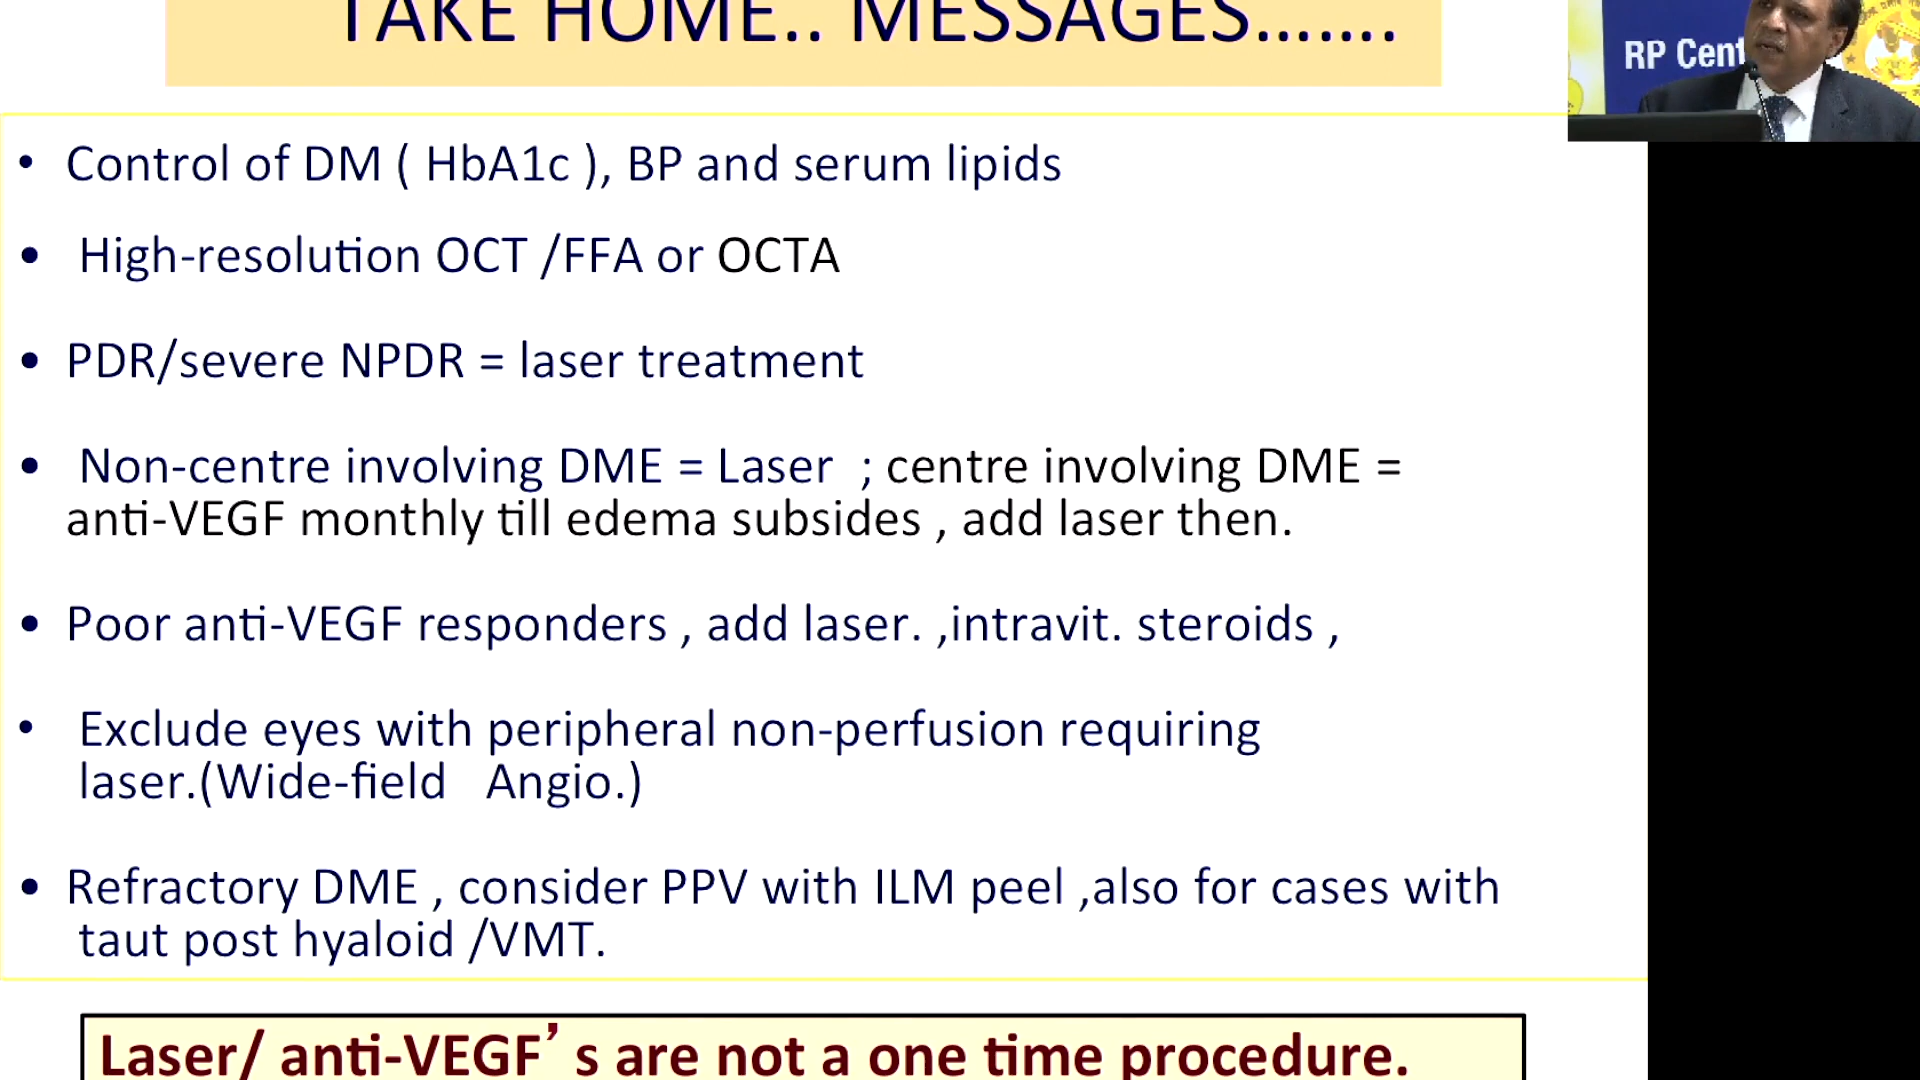 TAKE HOME.. MESSAGES.......
RP Cent
• Control of DM ( HbA1c ), BP and serum lipids
• High-resolution OCT /FFA or OCTA
• PDR/severe NPDR = laser treatment
• Non-centre involving DME = Laser ; centre involving DME =
anti-VEGF monthly till edema subsides , add laser then.
• Poor anti-VEGF responders , add laser. ,intravit. steroids ,
• Exclude eyes with peripheral non-perfusion requiring
laser.(Wide-field Angio.)
• Refractory DME , consider PPV with ILM peel ,also for cases with
taut post hyaloid /VMT.
Laser/ anti-VEGF’ s are not a one time procedure.